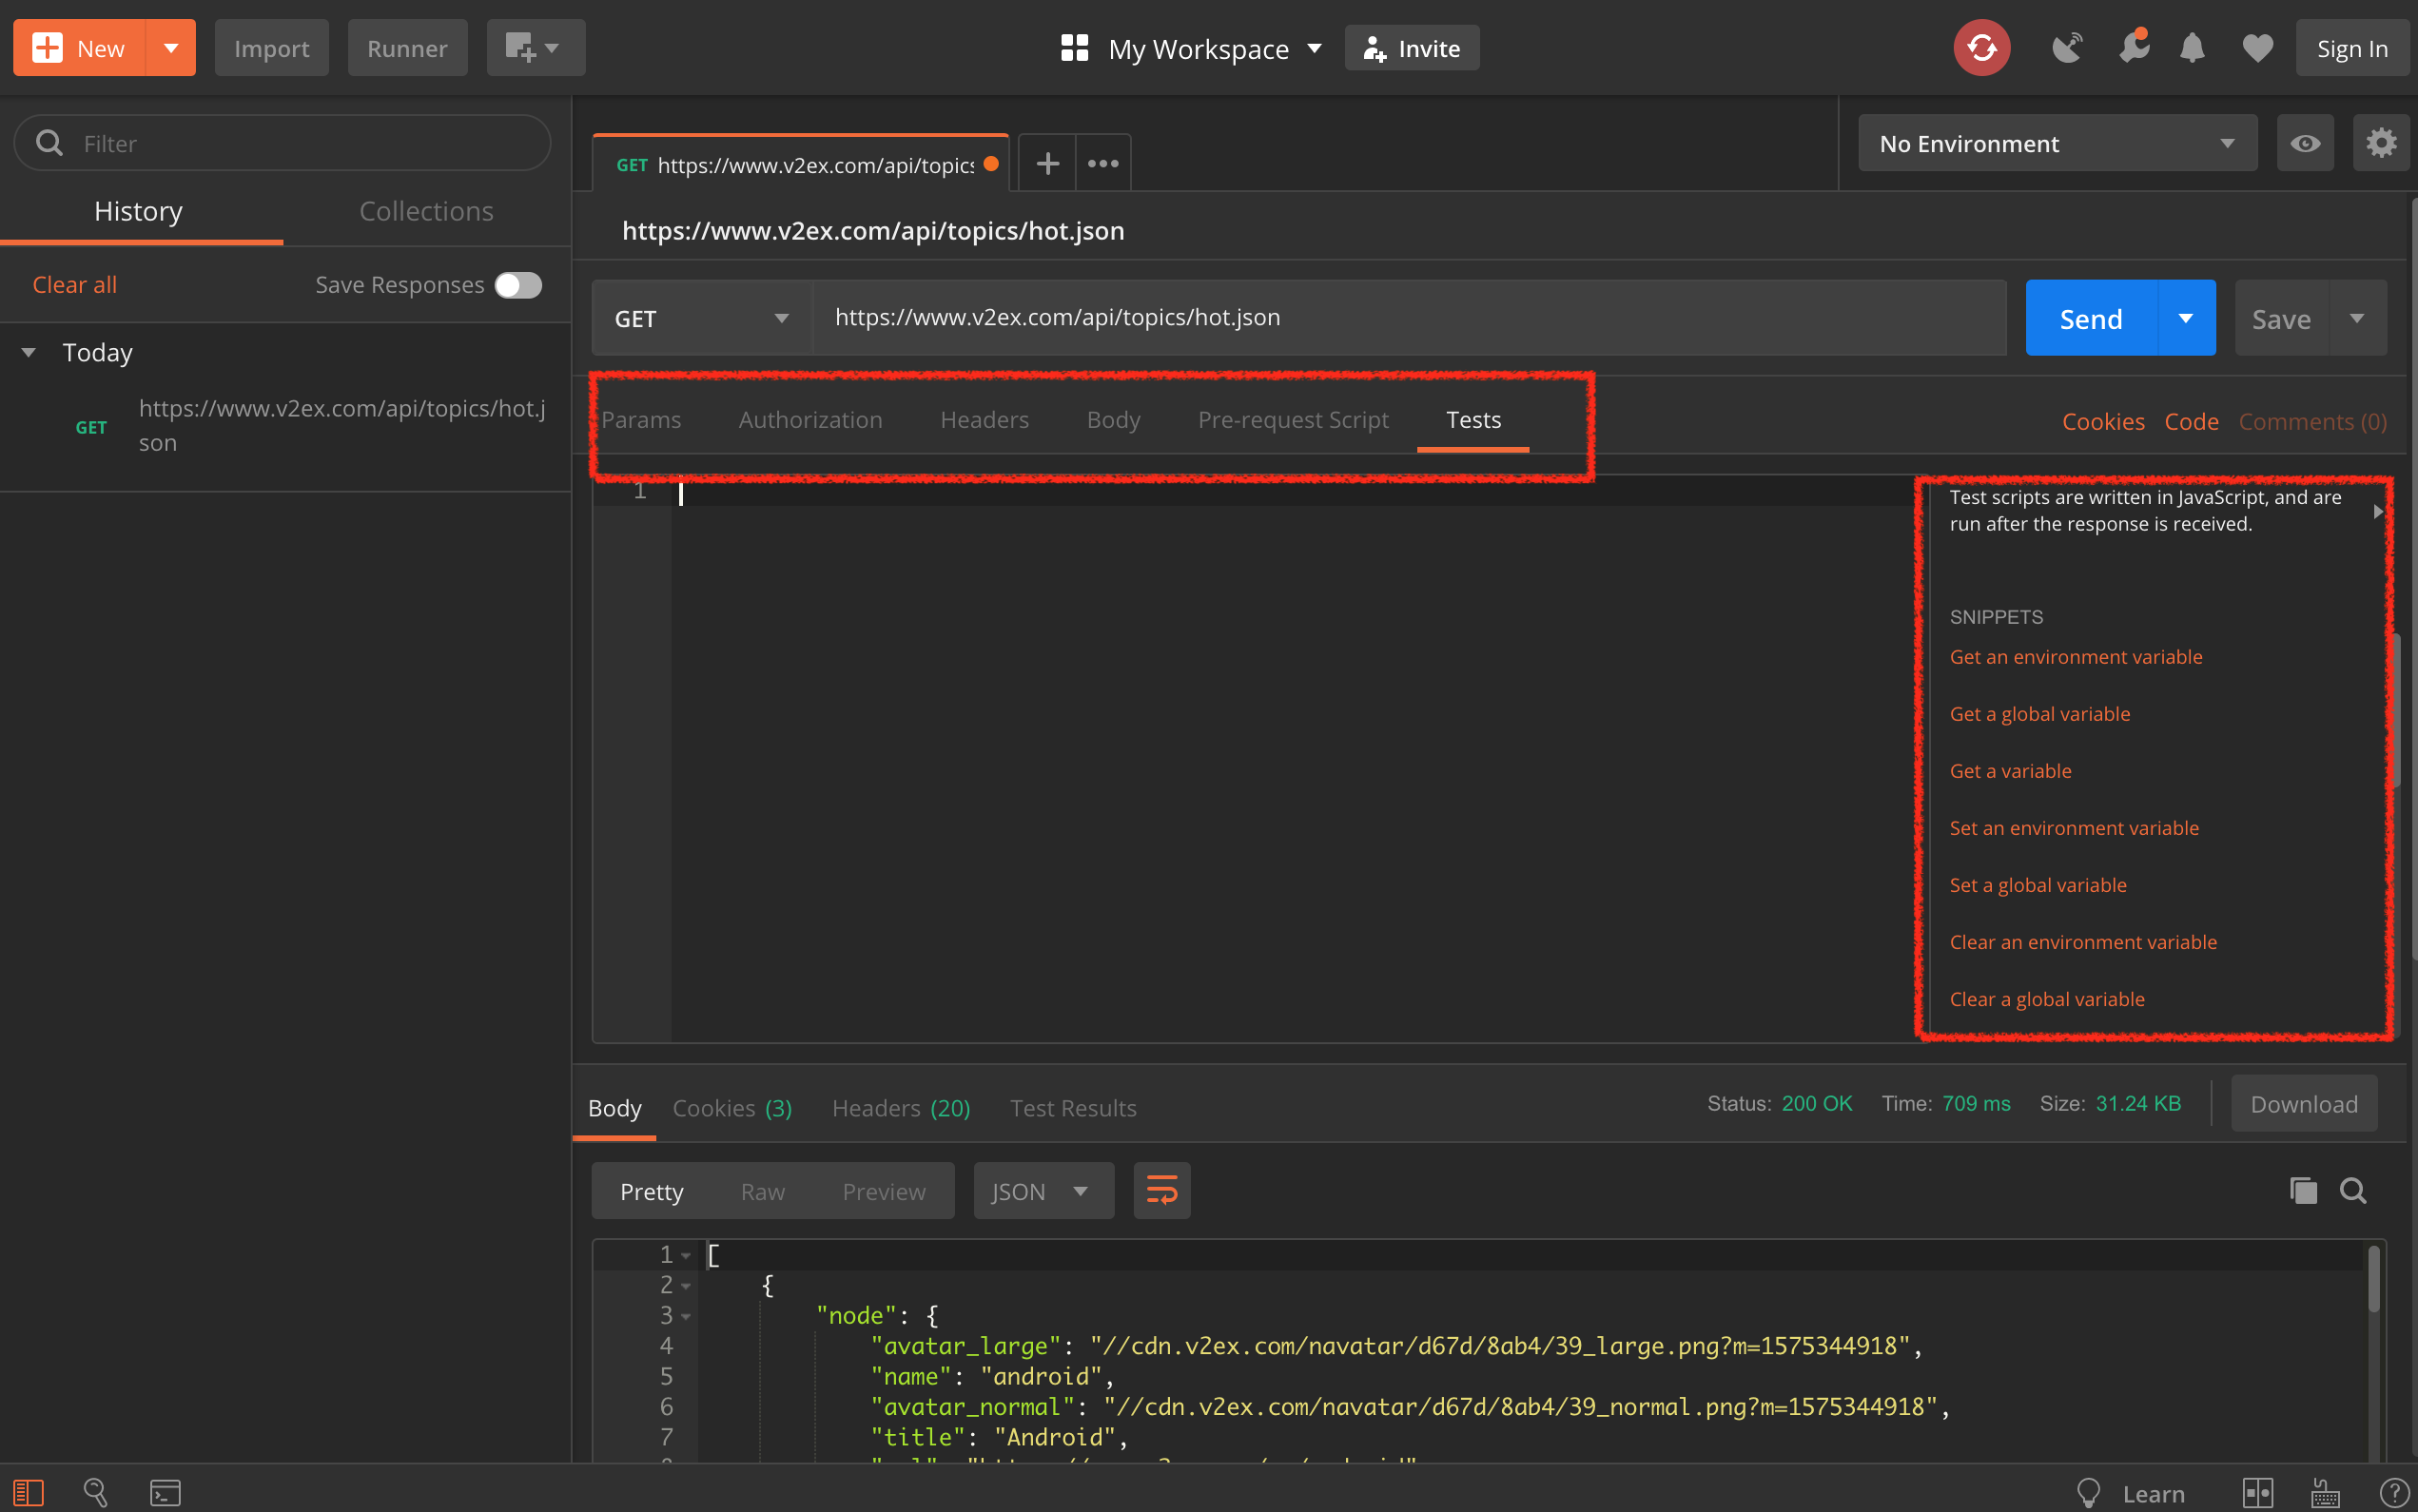 New
Import
Runner
My Workspace
Invite
Sign In
Filter
History
Collections
Clear all
Save Responses
Today
GET
https://www.v2ex.com/api/topics/hot.j
son
GET https://www.v2ex.com/api/topics
No Environment
https://www.v2ex.com/api/topics/hot.json
GET
https://www.v2ex.com/api/topics/hot.json
Send
Save
Params
Authorization
Headers
Body
Pre-request Script
Tests
Cookies
Code
Comments (0)
1
Test scripts are written in JavaScript, and are
run after the response is received.
SNIPPETS
Get an environment variable
Get a global variable
Get a variable
Set an environment variable
Set a global variable
Clear an environment variable
Clear a global variable
Body
Cookies (3)
Headers (20)
Test Results
Status: 200 OK
Time: 709 ms
Size: 31.24 KB
Download
Pretty
Raw
Preview
JSON
1 [
2 {
3 "node": {
4 "avatar_large": "//cdn.v2ex.com/navatar/d67d/8ab4/39_large.png?m=1575344918",
5 "name": "android",
6 "avatar_normal": "//cdn.v2ex.com/navatar/d67d/8ab4/39_normal.png?m=1575344918",
7 "title": "Android",
Learn